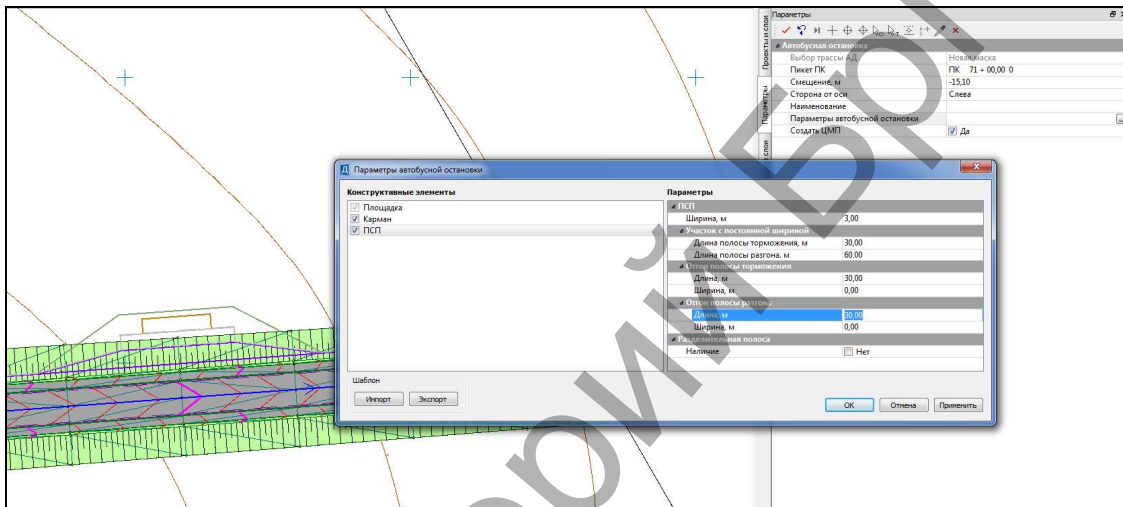 Параметры
Автобусная остановка
Выбор трассы АД Новая маска
Пикет ПК ПК 71 + 00,00 0
Смещение, м -15,10
Сторона от оси Слева
Наименование
Параметры автобусной остановки ...
Создать ЦМП Да
Проекты и слои
Параметры
слои
Параметры автобусной остановки
Конструктивные элементы
Площадка
Карман
ПСП
Шаблон
Импорт Экспорт
Параметры
ПСП
Ширина, м 3,00
Участок с постоянной шириной
Длина полосы торможения, м 30,00
Длина полосы разгона, м 60,00
Отгон полосы торможения
Длина, м 30,00
Ширина, м 0,00
Отгон полосы разгона
Длина, м 30,00
Ширина, м 0,00
Разделительная полоса
Наличие Нет
ОК Отмена Применить